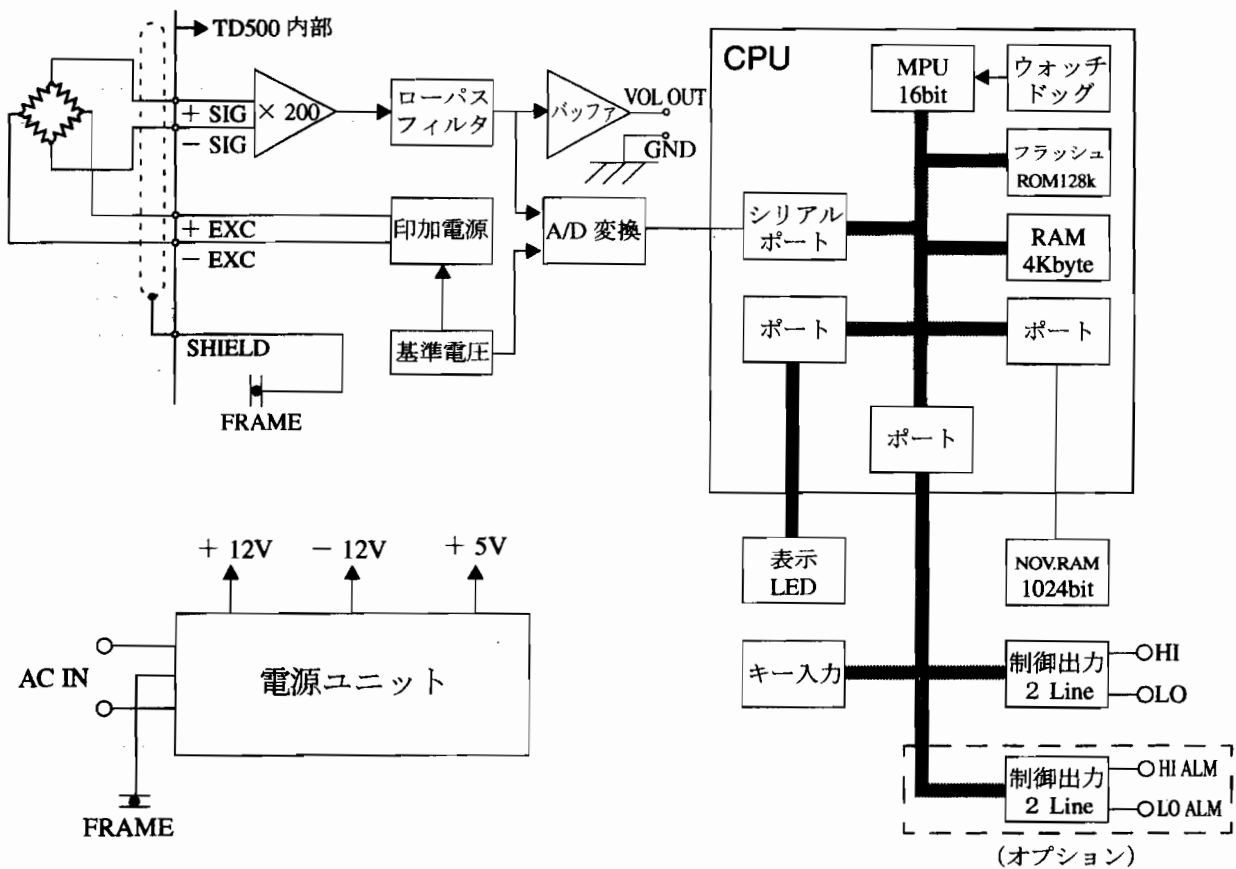 TD500 内部
+ SIG
− SIG
× 200
ローパス
フィルタ
バッファ
VOL OUT
GND
+ EXC
− EXC
印加電源
A/D 変換
基準電圧
SHIELD
FRAME
CPU
MPU
16bit
ウォッチ
ドッグ
フラッシュ
ROM128k
シリアル
ポート
RAM
4Kbyte
ポート
ポート
ポート
表示
LED
NOV.RAM
1024bit
キー入力
制御出力
2 Line
HI
LO
制御出力
2 Line
HI ALM
LO ALM
(オプション)
+ 12V
− 12V
+ 5V
AC IN
電源ユニット
FRAME